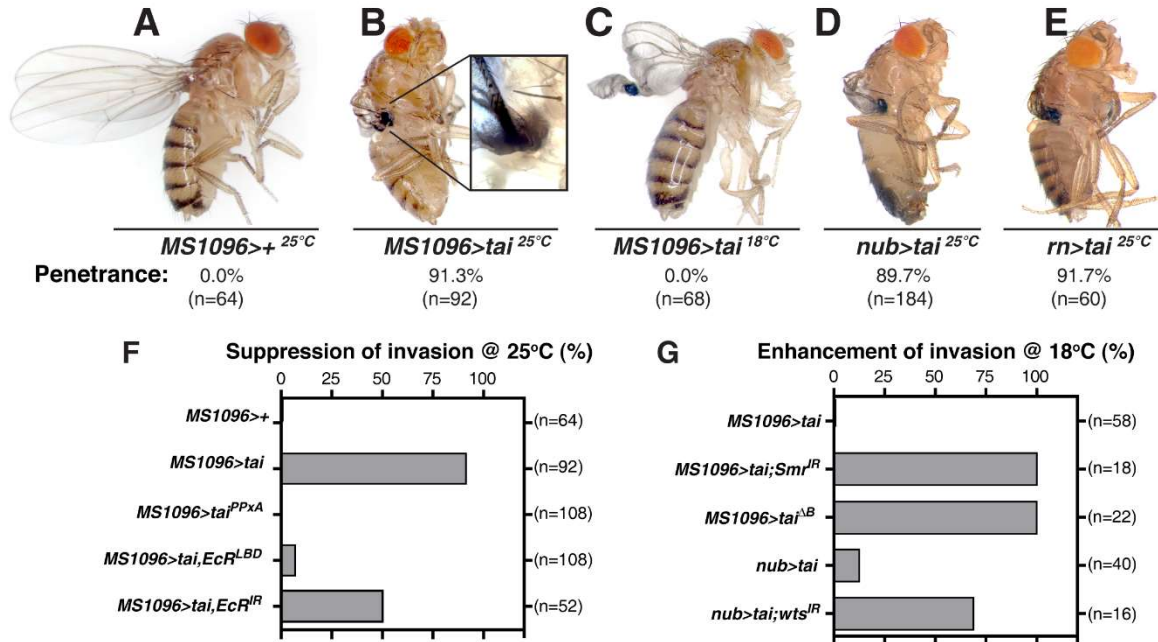 A B C D E
MS1096>+ 25°C MS1096>tai 25°C MS1096>tai 18°C nub>tai 25°C rn>tai 25°C
Penetrance: 0.0% 91.3% 0.0% 89.7% 91.7%
(n=64) (n=92) (n=68) (n=184) (n=60)
F Suppression of invasion @ 25°C (%)
0 25 50 75 100
MS1096>+ (n=64)
MS1096>tai (n=92)
MS1096>tai^PPxA (n=108)
MS1096>tai,EcR^LBD (n=108)
MS1096>tai,EcR^IR (n=52)
G Enhancement of invasion @ 18°C (%)
0 25 50 75 100
MS1096>tai (n=58)
MS1096>tai;Smr^IR (n=18)
MS1096>tai^ΔB (n=22)
nub>tai (n=40)
nub>tai;wts^IR (n=16)